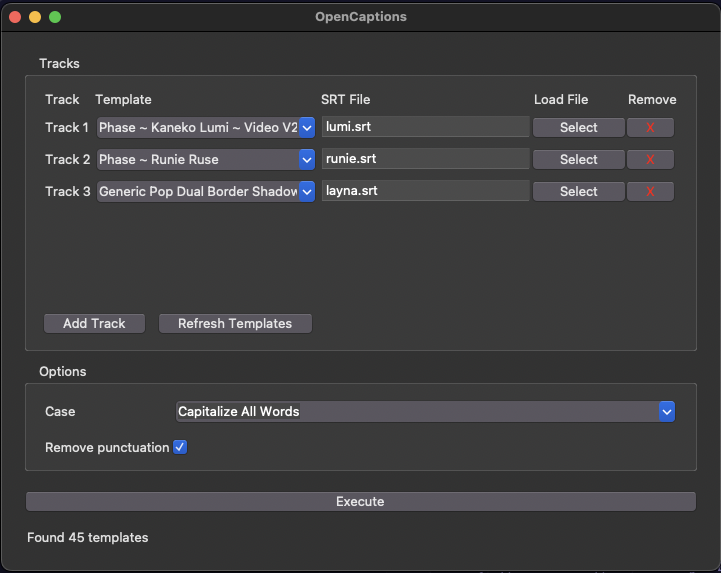 OpenCaptions
Tracks
Track Template SRT File Load File Remove
Track 1 Phase ~ Kaneko Lumi ~ Video V2 lumi.srt Select X
Track 2 Phase ~ Runie Ruse runie.srt Select X
Track 3 Generic Pop Dual Border Shadow layna.srt Select X
Add Track Refresh Templates
Options
Case Capitalize All Words
Remove punctuation
Execute
Found 45 templates